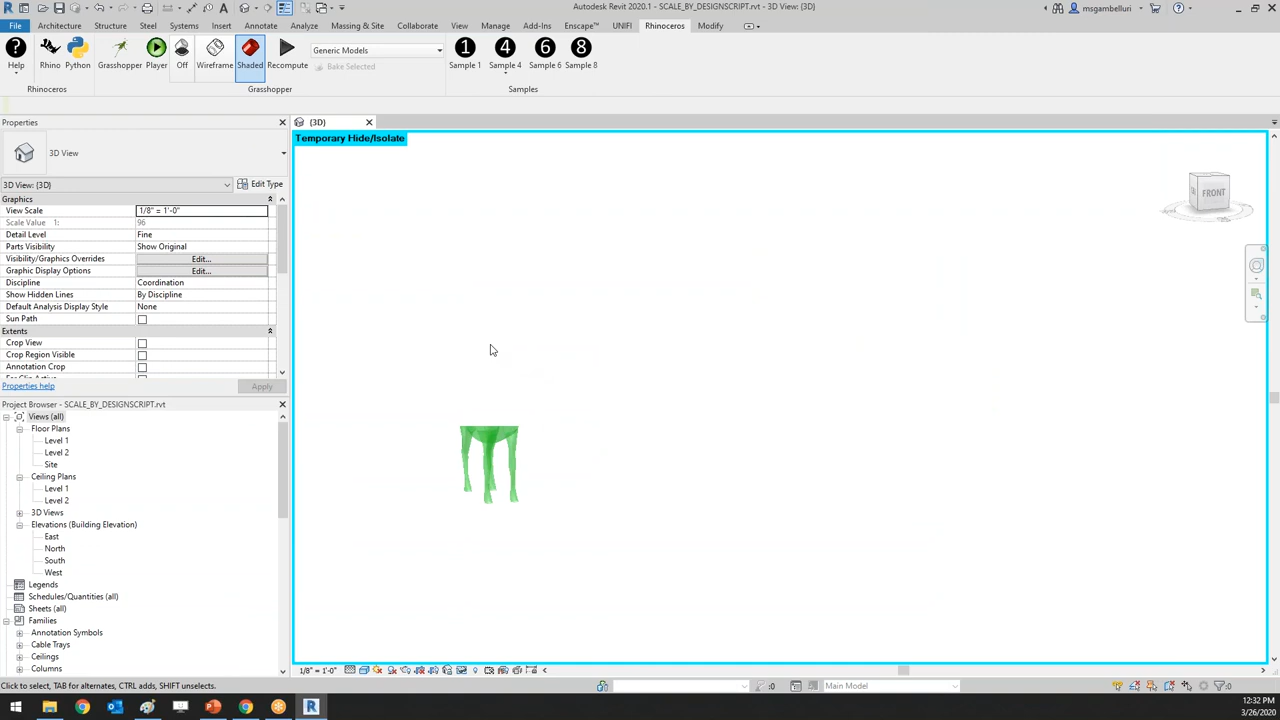 Autodesk Revit 2020.1 - SCALE_BY_DESIGNSCRIPT.rvt - 3D View: {3D}
msgambelluri
File Architecture Structure Steel Systems Insert Annotate Analyze Massing & Site Collaborate View Manage Add-Ins Enscape™ UNIFI Rhinoceros Modify
Generic Models
Bake Selected
Help Rhino Python Grasshopper Player Off Wireframe Shaded Recompute Sample 1 Sample 4 Sample 6 Sample 8
Rhinoceros Grasshopper Samples
Properties
{3D}
Temporary Hide/Isolate
3D View
3D View: {3D} Edit Type
Graphics
View Scale 1/8" = 1'-0"
Scale Value 1: 96
Detail Level Fine
Parts Visibility Show Original
Visibility/Graphics Overrides Edit...
Graphic Display Options Edit...
Discipline Coordination
Show Hidden Lines By Discipline
Default Analysis Display Style None
Sun Path
Extents
Crop View
Crop Region Visible
Annotation Crop
Properties help Apply
FRONT
Project Browser - SCALE_BY_DESIGNSCRIPT.rvt
Views (all)
Floor Plans
Level 1
Level 2
Site
Ceiling Plans
Level 1
Level 2
3D Views
Elevations (Building Elevation)
East
North
South
West
Legends
Schedules/Quantities (all)
Sheets (all)
Families
Annotation Symbols
Cable Trays
Ceilings
Columns
1/8" = 1'-0"
Click to select, TAB for alternates, CTRL adds, SHIFT unselects.
:0
Main Model
:0
12:32 PM
3/26/2020